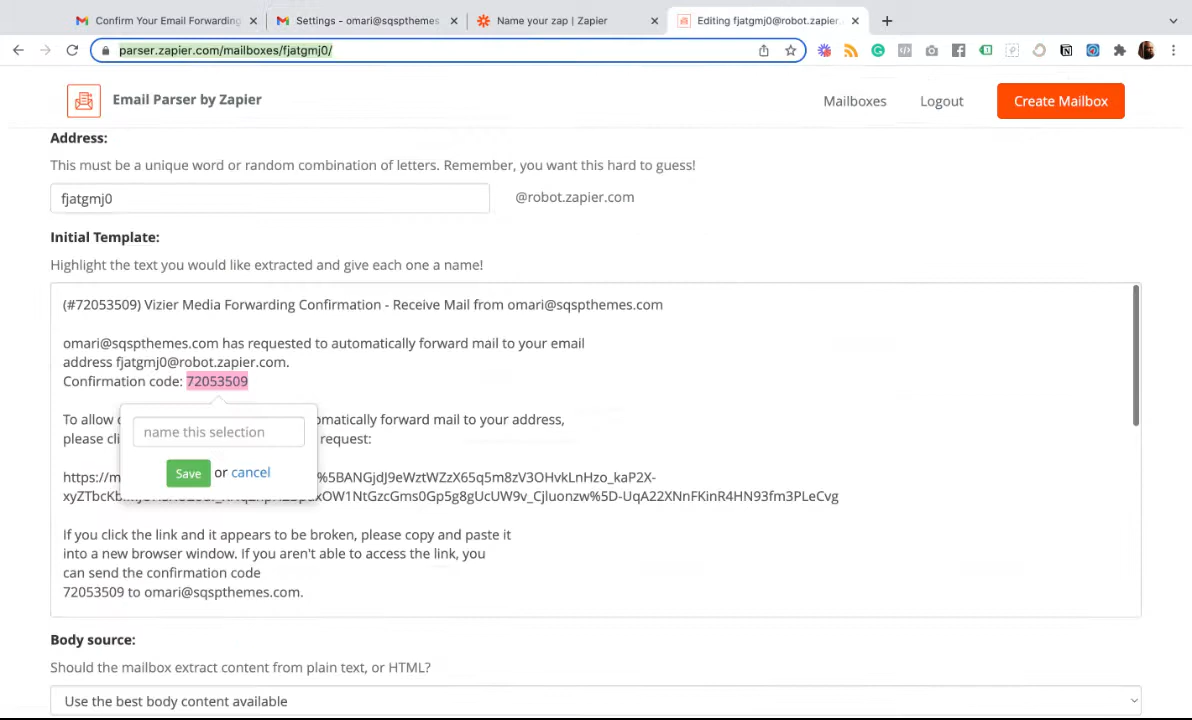 Confirm Your Email Forwarding
Settings - omari@sqspthemes
Name your zap | Zapier
Editing fjatgmj0@robot.zapier.
parser.zapier.com/mailboxes/fjatgmj0/
Email Parser by Zapier
Mailboxes
Logout
Create Mailbox
Address:
This must be a unique word or random combination of letters. Remember, you want this hard to guess!
fjatgmj0
@robot.zapier.com
Initial Template:
Highlight the text you would like extracted and give each one a name!
(#72053509) Vizier Media Forwarding Confirmation - Receive Mail from omari@sqspthemes.com
omari@sqspthemes.com has requested to automatically forward mail to your email
address fjatgmj0@robot.zapier.com.
Confirmation code: 72053509
To allow omatically forward mail to your address,
please cli request:
name this selection
Save or cancel
https://m %5BANGjdJ9eWztWZzX65q5m8zV3OHvkLnHzo_kaP2X-
OW1NtGzcGms0Gp5g8gUcUW9v_Cjluonzw%5D-UqA22XNnFKinR4HN93fm3PLeCvg
If you click the link and it appears to be broken, please copy and paste it
into a new browser window. If you aren't able to access the link, you
can send the confirmation code
72053509 to omari@sqspthemes.com.
Body source:
Should the mailbox extract content from plain text, or HTML?
Use the best body content available